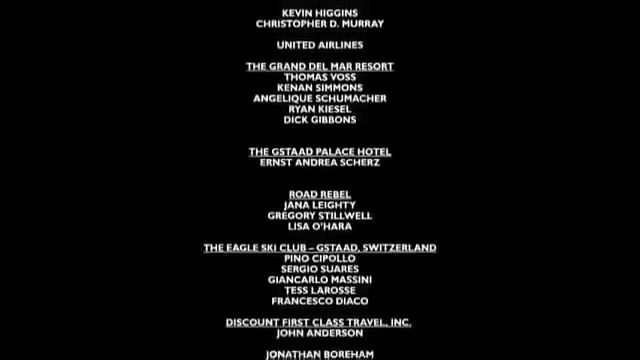 KEVIN HIGGINS
CHRISTOPHER D. MURRAY
UNITED AIRLINES
THE GRAND DEL MAR RESORT
THOMAS VOSS
KENAN SIMMONS
ANGELIQUE SCHUMACHER
RYAN KIESEL
DICK GIBBONS
THE GSTAAD PALACE HOTEL
ERNST ANDREA SCHERZ
ROAD REBEL
JANA LEIGHTY
GREGORY STILLWELL
LISA O'HARA
THE EAGLE SKI CLUB – GSTAAD, SWITZERLAND
PINO CIPOLLO
SERGIO SUARES
GIANCARLO MASSINI
TESS LAROSSE
FRANCESCO DIACO
DISCOUNT FIRST CLASS TRAVEL, INC.
JOHN ANDERSON
JONATHAN BOREHAM